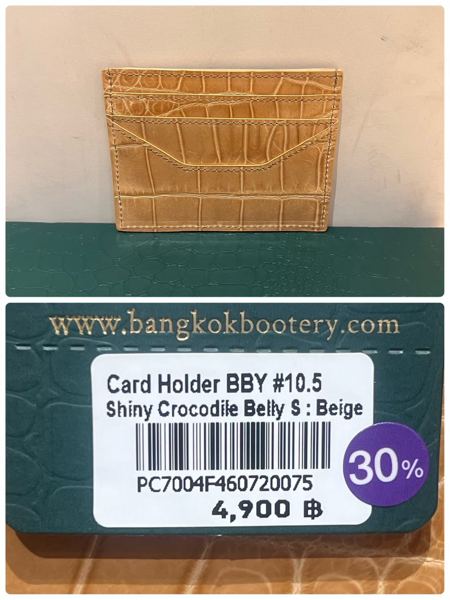 www.bangkokbootery.com
Card Holder BBY #10.5
Shiny Crocodile Belly S : Beige
PC7004F460720075
4,900 ฿
30%